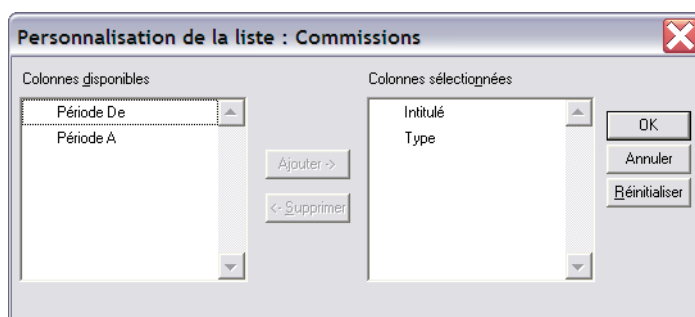 Personnalisation de la liste : Commissions
Colonnes disponibles
Période De
Période A
Ajouter ->
<- Supprimer
Colonnes sélectionnées
Intitulé
Type
OK
Annuler
Réinitialiser